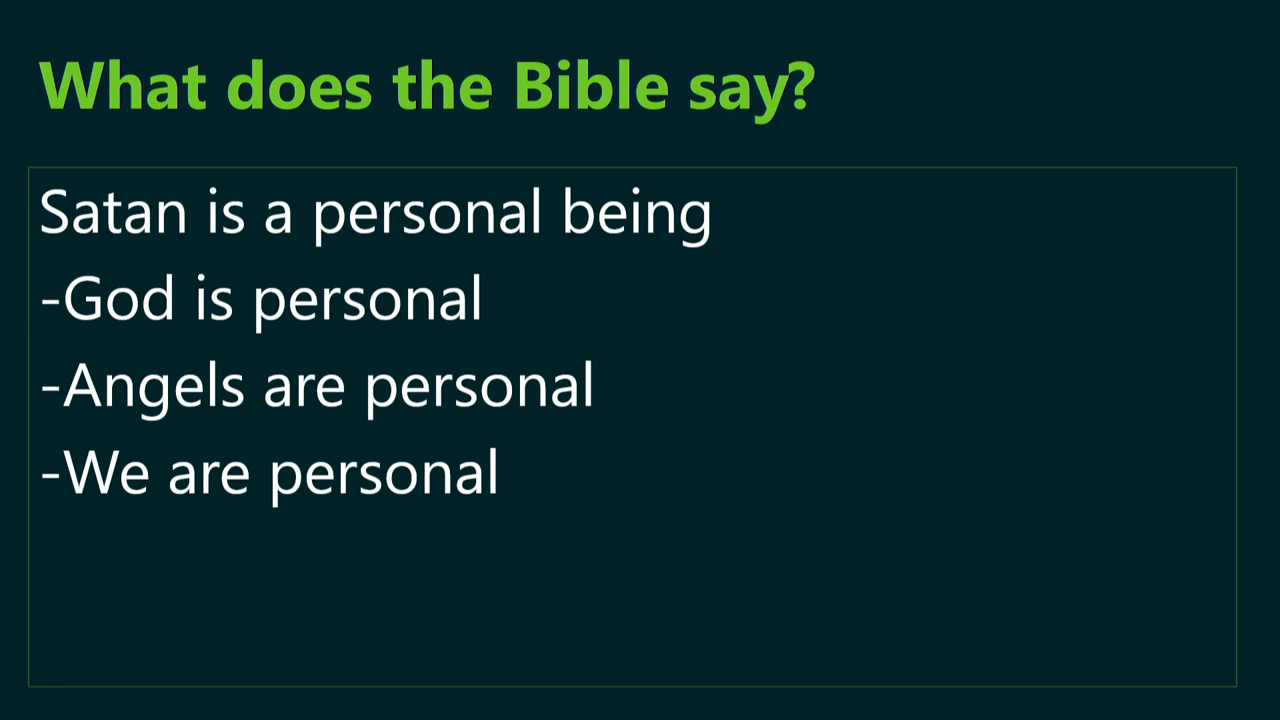 What does the Bible say?
Satan is a personal being
-God is personal
-Angels are personal
-We are personal